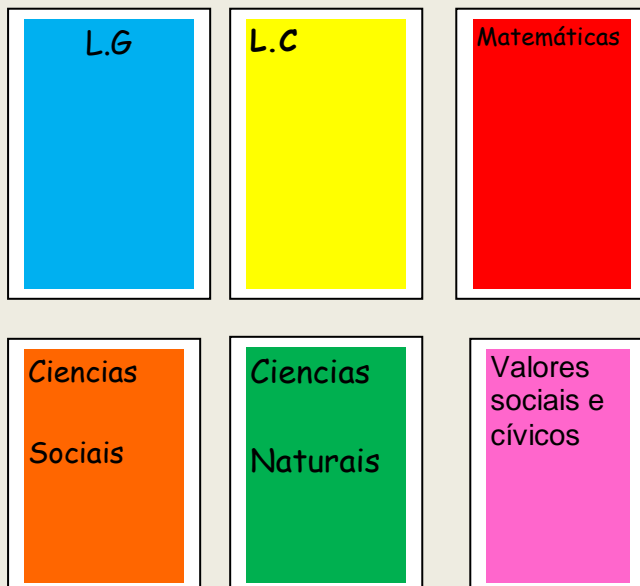 L.G
L.C
Matemáticas
Ciencias
Sociais
Ciencias
Naturais
Valores
sociais e
cívicos